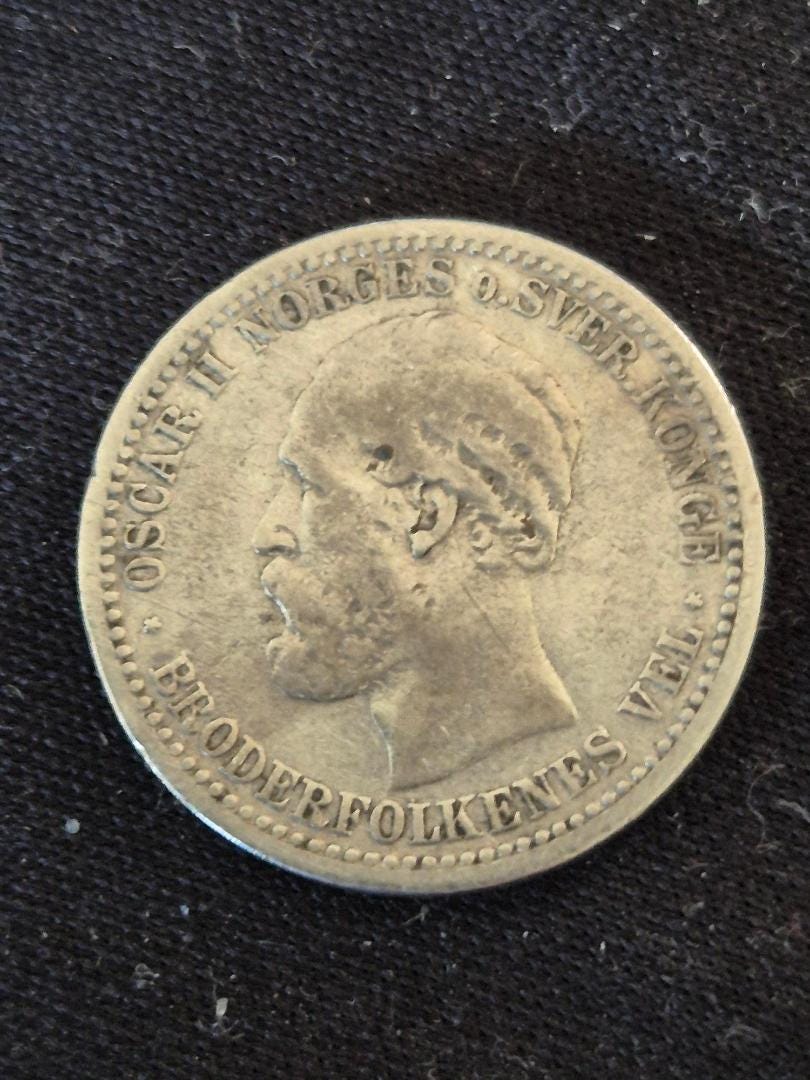 OSCAR II NORGES O. SVER. KONGE
BRODERFOLKENES VEL